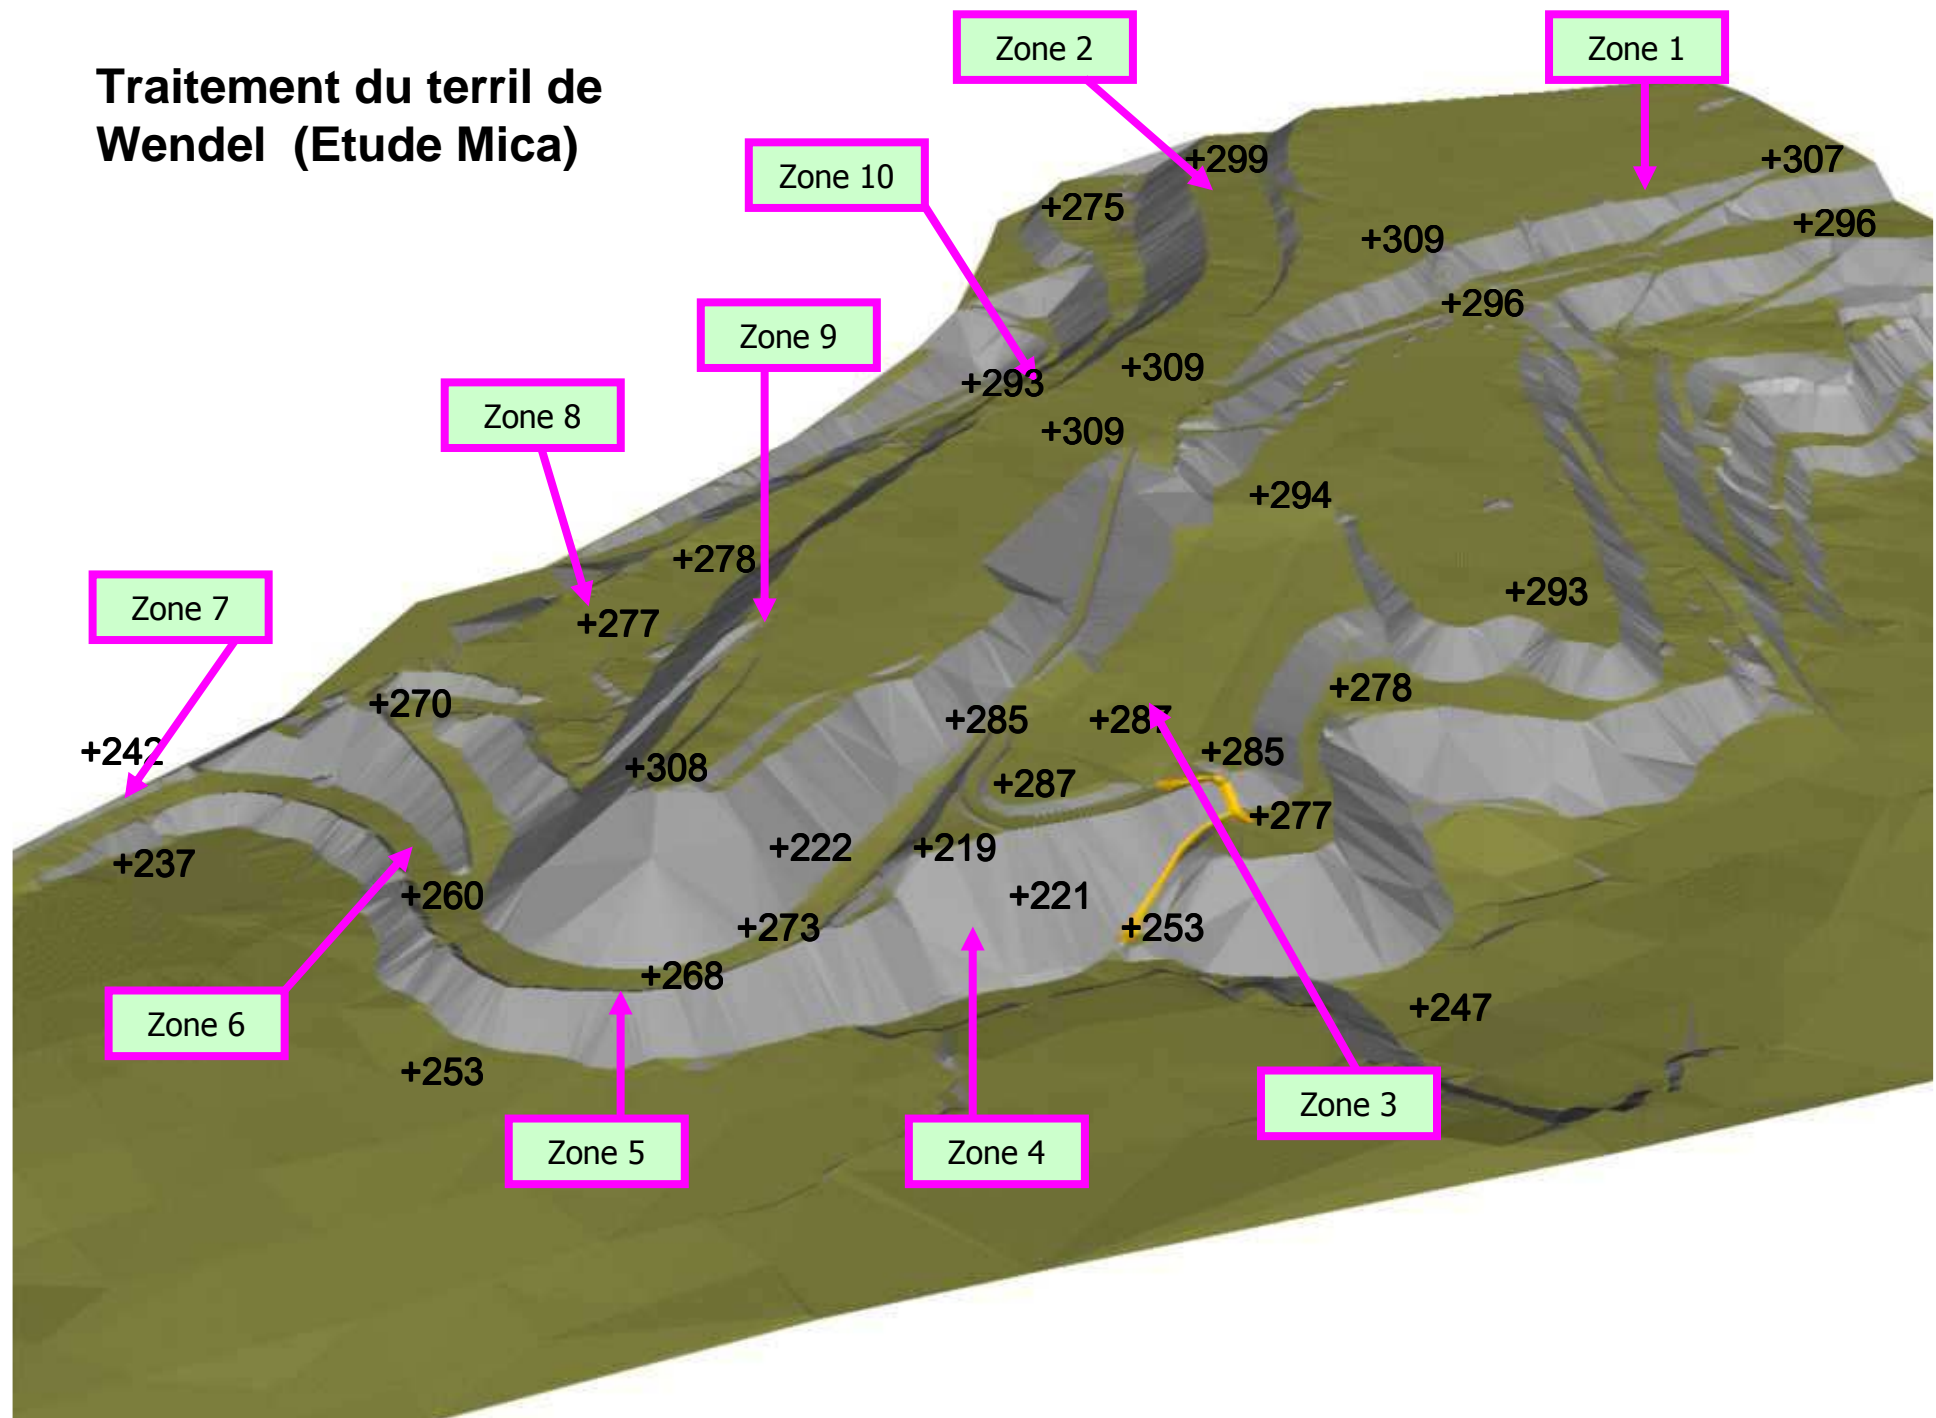 Traitement du terril de
Wendel (Etude Mica)
Zone 2
Zone 1
Zone 10
+299
+307
+275
+309
+296
+296
Zone 9
+293
+309
Zone 8
+309
+294
+278
+293
Zone 7
+277
+270
+278
+285
+287
+285
+242
+308
+287
+277
+237
+222
+219
+260
+221
+273
+253
+268
+247
Zone 6
+253
Zone 3
Zone 5
Zone 4